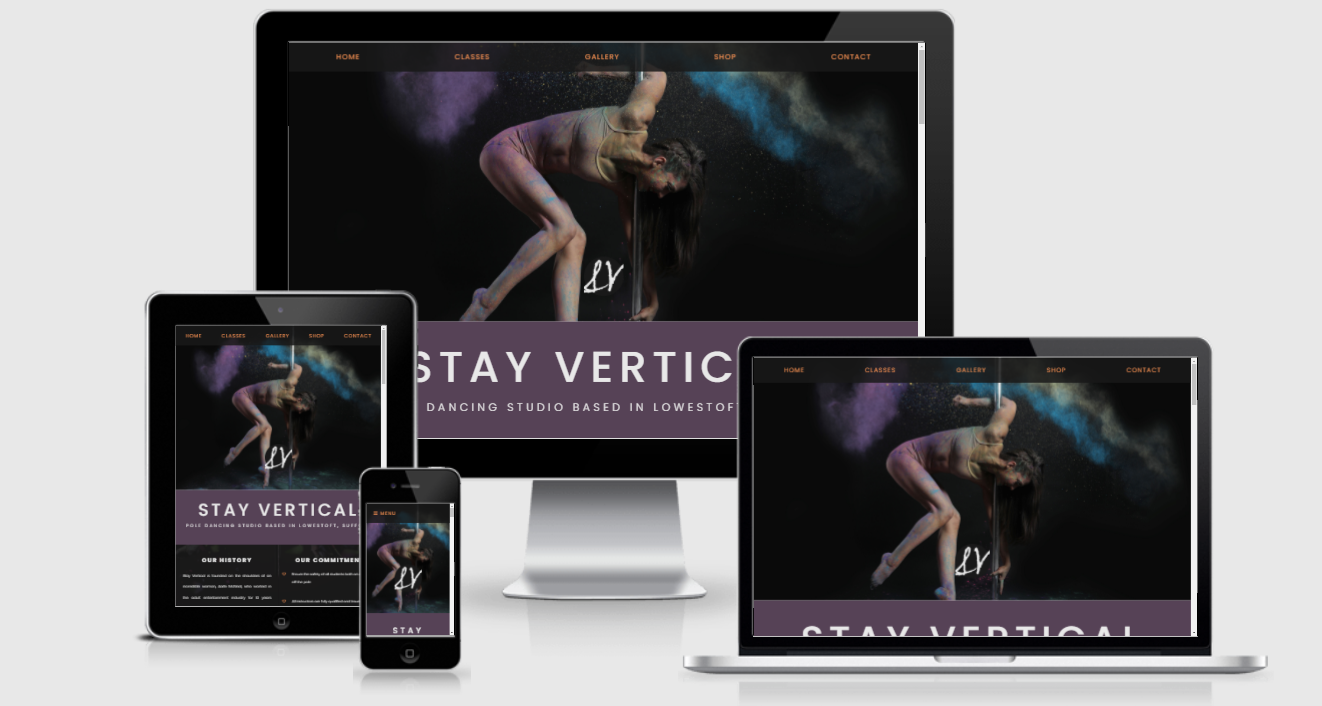 HOME CLASSES GALLERY SHOP CONTACT
SV
STAY VERTIC
DANCING STUDIO BASED IN LOWESTOF
HOME CLASSES GALLERY SHOP CONTACT
SV
STAY VERTICAL
POLE DANCING STUDIO BASED IN LOWESTOFT, SUFF
OUR HISTORY
OUR COMMITMEN
MENU
SV
STAY
HOME CLASSES GALLERY SHOP CONTACT
SV
STAY VERTICAL